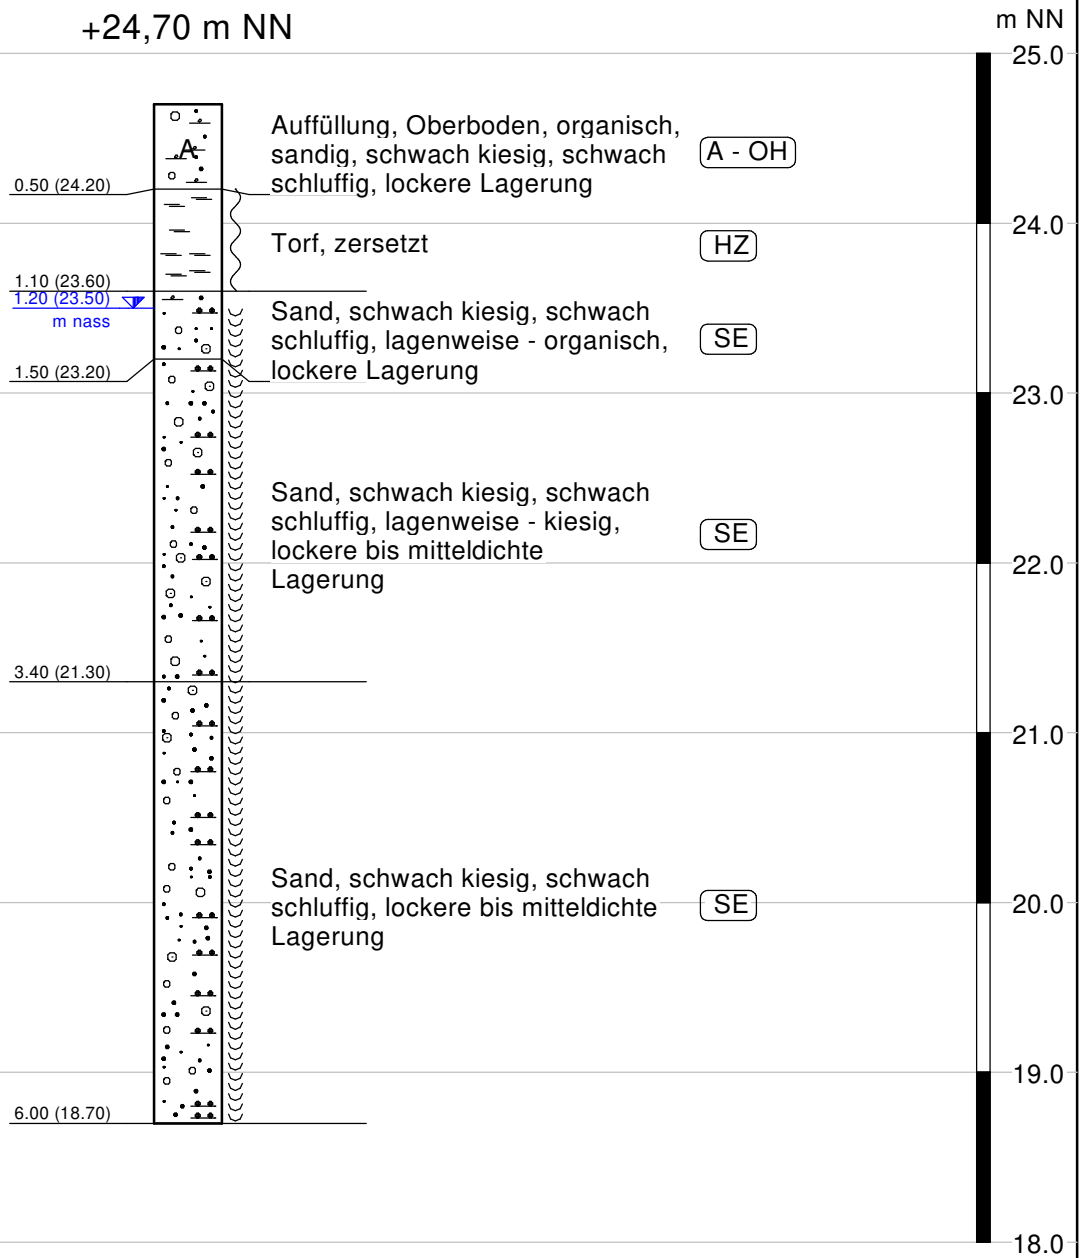 +24,70 m NN
m NN
25.0
Auffüllung, Oberboden, organisch,
sandig, schwach kiesig, schwach
schluffig, lockere Lagerung
A - OH
A
0.50 (24.20)
24.0
Torf, zersetzt
HZ
1.10 (23.60)
1.20 (23.50)
m nass
Sand, schwach kiesig, schwach
schluffig, lagenweise - organisch,
lockere Lagerung
SE
1.50 (23.20)
23.0
Sand, schwach kiesig, schwach
schluffig, lagenweise - kiesig,
lockere bis mitteldichte
Lagerung
SE
22.0
3.40 (21.30)
21.0
Sand, schwach kiesig, schwach
schluffig, lockere bis mitteldichte
Lagerung
SE
20.0
19.0
6.00 (18.70)
18.0